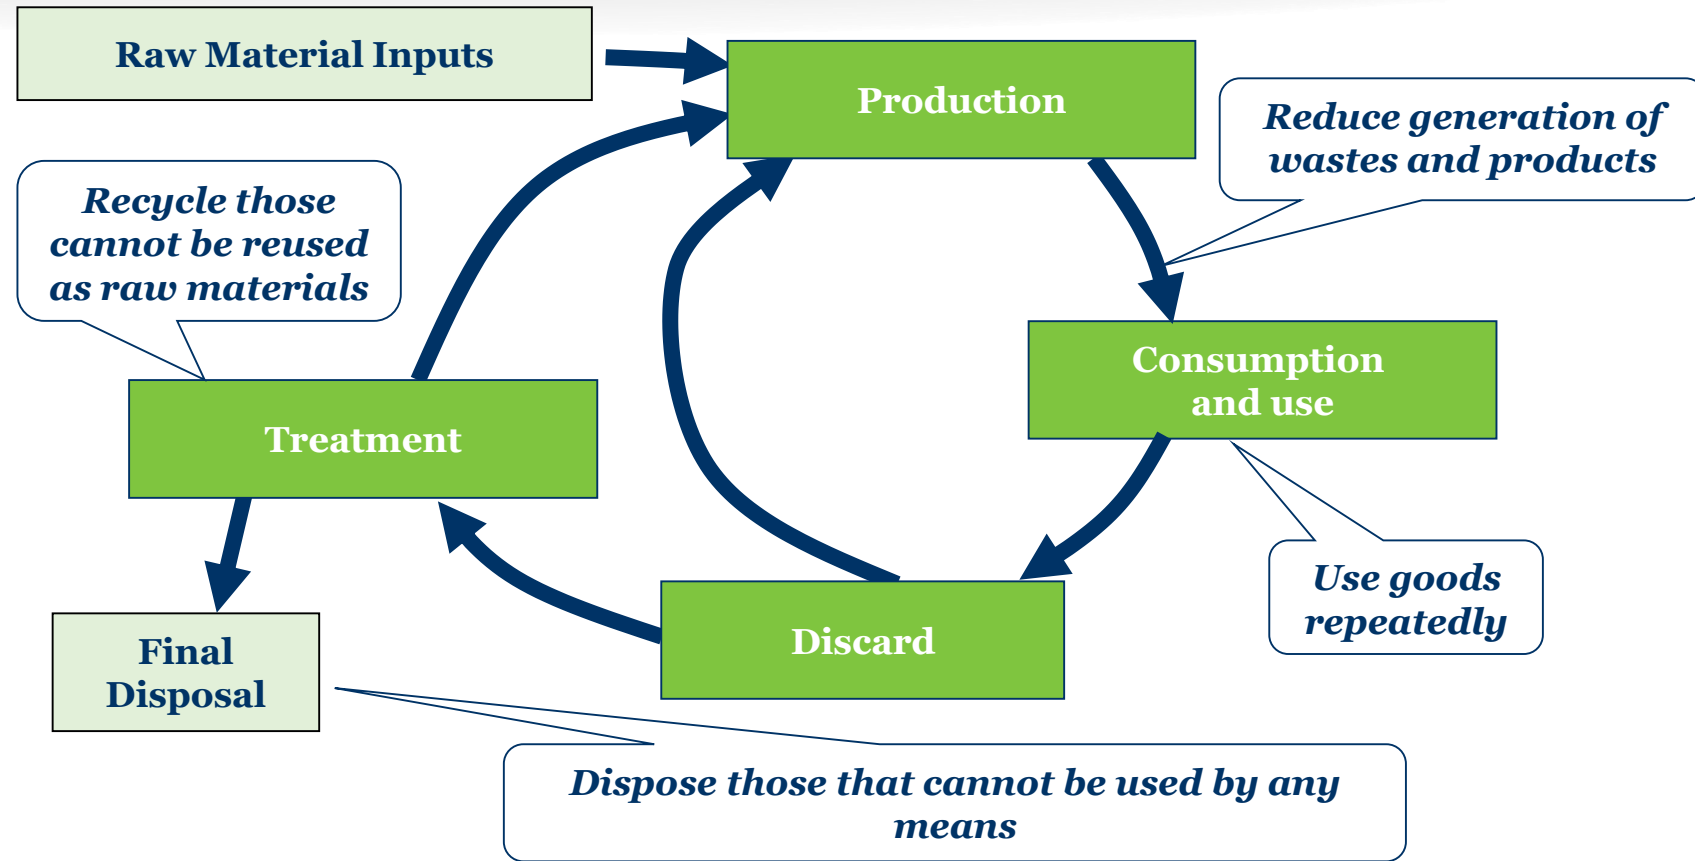 Raw Material Inputs
Production
Reduce generation of
wastes and products
Recycle those
cannot be reused
as raw materials
Consumption
and use
Treatment
Use goods
repeatedly
Discard
Final
Disposal
Dispose those that cannot be used by any
means